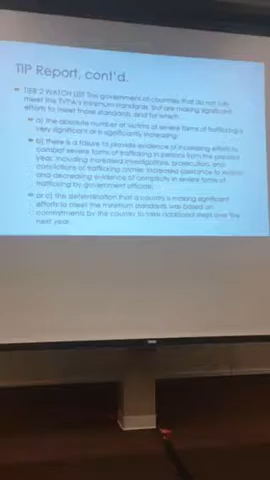 TIP Report, cont'd.
TIER 2 WATCH LIST The government of countries that do not fully
meet the TVPA's minimum standards, but are making significant
efforts to meet those standards, and for which
a) the absolute number of victims of severe forms of trafficking is
very significant or is significantly increasing
b) there is a failure to provide evidence of increasing efforts to
combat severe forms of trafficking in persons from the previous
year, including increased investigations, prosecution, and
convictions of trafficking crimes, increased assistance to victims
and decreasing evidence of complicity in severe forms of
trafficking by government officials
or c) the determination that a country is making significant
efforts to meet the minimum standards was based on
commitments by the country to take additional steps over the
next year.